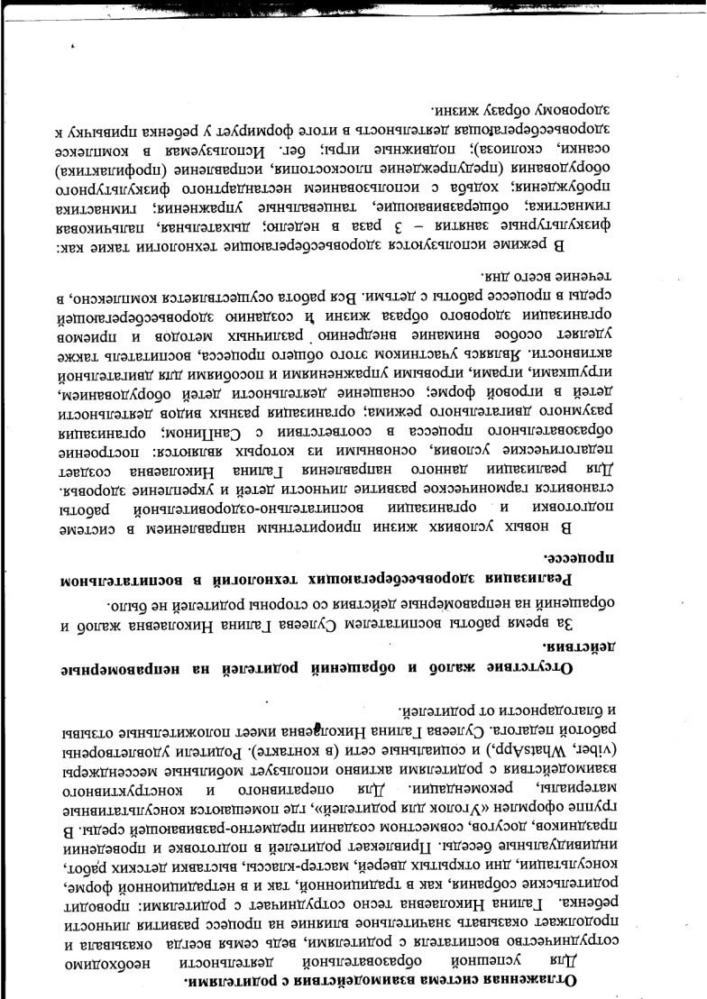 Отлаженная система взаимодействия с родителями.
Для успешной образовательной деятельности необходимо
сотрудничество воспитателя с родителями, ведь семья всегда оказывала и
продолжает оказывать значительное влияние на процесс развития личности
ребенка. Галина Николаевна тесно сотрудничает с родителями: проводит
родительские собрания, как в традиционной, так и в нетрадиционной форме,
консультации, дни открытых дверей, мастер-классы, выставки детских работ,
индивидуальные беседы. Привлекает родителей в подготовке и проведении
праздников, досугов, совместном создании предметно-развивающей среды. В
группе оформлен «Уголок для родителей», где помещаются консультативные
материалы, рекомендации. Для оперативного и конструктивного
взаимодействия с родителями активно использует мобильные мессенджеры
(viber, WhatsApp,) и социальные сети (в контакте). Родители удовлетворены
работой педагога. Сулеева Галина Николаевна имеет положительные отзывы
и благодарности от родителей.
Отсутствие жалоб и обращений родителей на неправомерные
действия.
За время работы воспитателем Сулеева Галина Николаевна жалоб и
обращений на неправомерные действия со стороны родителей не было.
Реализация здоровьесберегающих технологий в воспитательном
процессе.
В новых условиях жизни приоритетным направлением в системе
подготовки и организации воспитательно-оздоровительной работы
становится гармоническое развитие личности детей и укрепление здоровья.
Для реализации данного направления Галина Николаевна создает
педагогические условия, основными из которых являются: построение
образовательного процесса в соответствии с СанПином; организация
разумного двигательного режима; организация разных видов деятельности
детей в игровой форме; оснащение деятельности детей оборудованием,
игрушками, играми, игровыми упражнениями и пособиями для двигательной
активности. Являясь участником этого общего процесса, воспитатель также
уделяет особое внимание внедрению различных методов и приемов
организации здорового образа жизни и созданию здоровьесберегающей
среды в процессе работы с детьми. Вся работа осуществляется комплексно, в
течение всего дня.
В режиме используются здоровьесберегающие технологии такие как:
физкультурные занятия – 3 раза в неделю; дыхательная, пальчиковая
гимнастика; общеразвивающие, танцевальные упражнения; гимнастика
пробуждения; ходьба с использованием нестандартного физкультурного
оборудования (предупреждение плоскостопия, исправление (профилактика)
осанки, сколиоза); подвижные игры; бег. Используемая в комплексе
здоровьесберегающая деятельность в итоге формирует у ребенка привычку к
здоровому образу жизни.